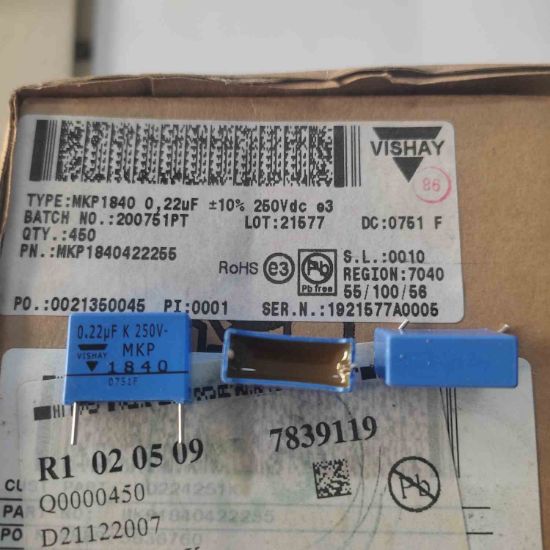 VISHAY
86
TYPE:MKP1840 0,22uF ±10% 250Vdc e3
BATCH NO.:200751PT LOT:21577 DC:0751 F
QTY.:450
PN.:MKP1840422255
RoHS e3 Pb Pb free
S.L.:0010
REGION:7040
55/100/56
PO.:0021350045 PI:0001 SER.N.:1921577A0005
0.22µF K 250V-
VISHAY MKP
1840
0751F
R1 02 05 09 7839119
Q0000450
Pb
D21122007